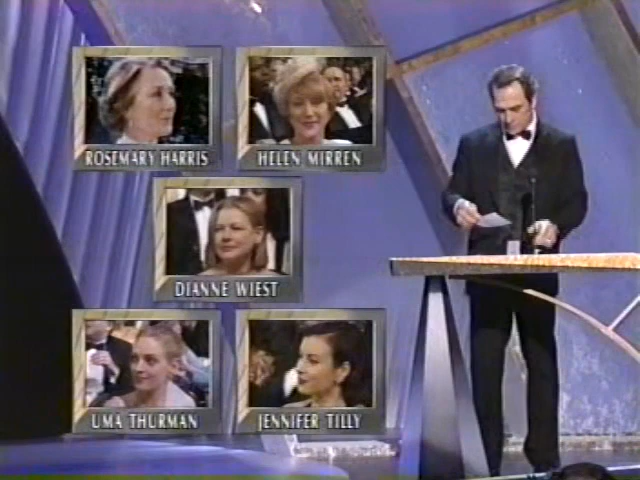 ROSEMARY HARRIS
HELEN MIRREN
DIANNE WIEST
UMA THURMAN
JENNIFER TILLY